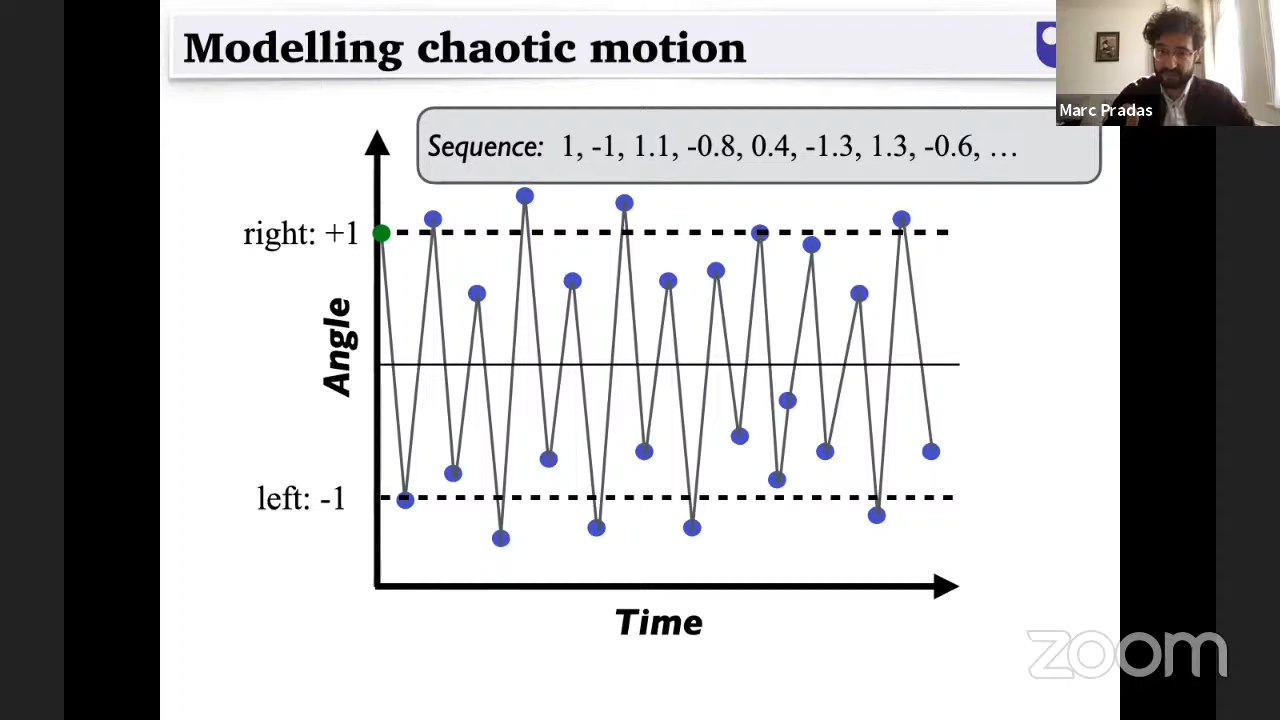 Modelling chaotic motion
Marc Pradas
Sequence: 1, -1, 1.1, -0.8, 0.4, -1.3, 1.3, -0.6, …
right: +1
Angle
left: -1
Time
zoom